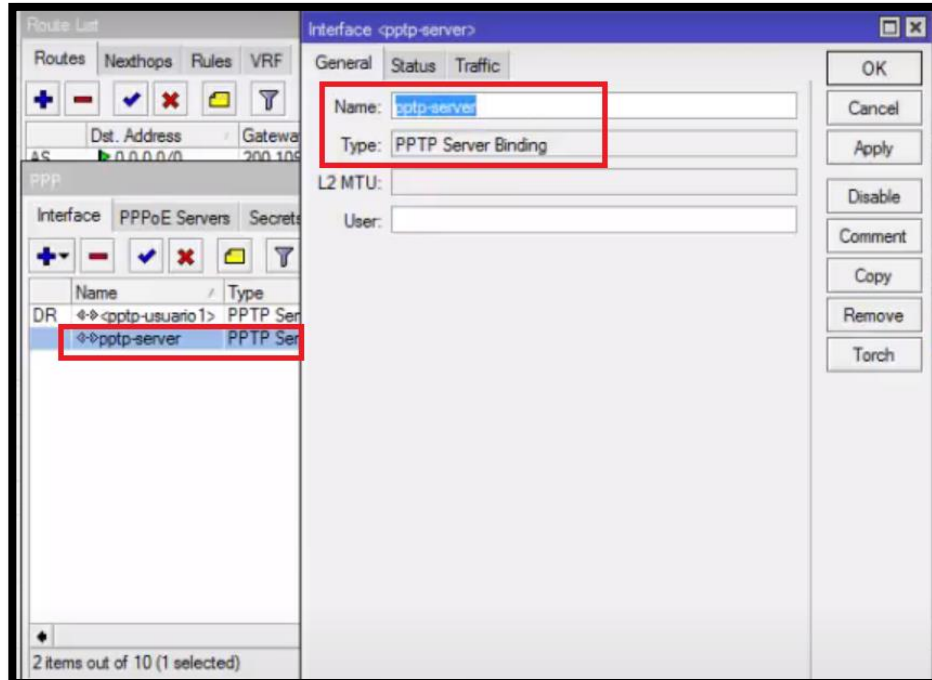 Route List
Routes Nexthops Rules VRF
Dst. Address Gatewa
AS 0.0.0.0/0 200.109
PPP
Interface PPPoE Servers Secrets
Name Type
DR <pptp-usuario1> PPTP Ser
pptp-server PPTP Ser
2 items out of 10 (1 selected)
Interface <pptp-server>
General Status Traffic
Name: pptp-server
Type: PPTP Server Binding
L2 MTU:
User:
OK
Cancel
Apply
Disable
Comment
Copy
Remove
Torch